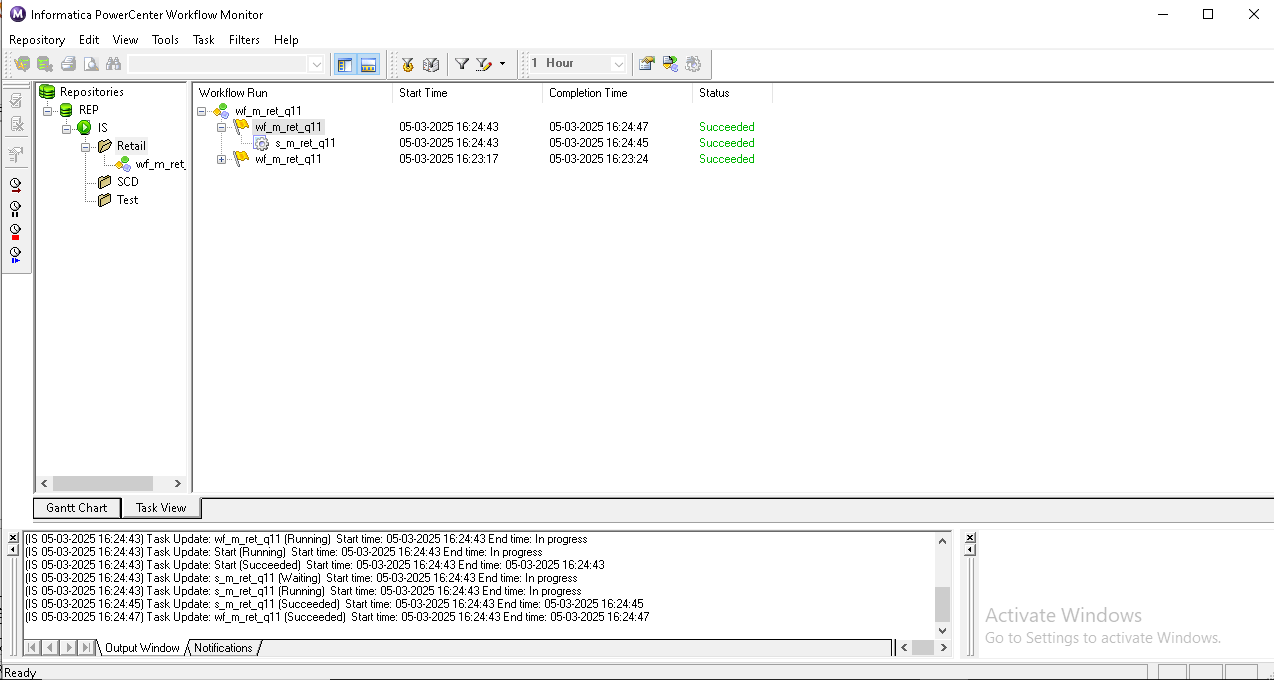 Informatica PowerCenter Workflow Monitor
Repository Edit View Tools Task Filters Help
1 Hour
Repositories
REP
IS
Retail
wf_m_ret_
SCD
Test
Workflow Run Start Time Completion Time Status
wf_m_ret_q11
wf_m_ret_q11 05-03-2025 16:24:43 05-03-2025 16:24:47 Succeeded
s_m_ret_q11 05-03-2025 16:24:43 05-03-2025 16:24:45 Succeeded
wf_m_ret_q11 05-03-2025 16:23:17 05-03-2025 16:23:24 Succeeded
Gantt Chart Task View
(IS 05-03-2025 16:24:43) Task Update: wf_m_ret_q11 (Running) Start time: 05-03-2025 16:24:43 End time: In progress
(IS 05-03-2025 16:24:43) Task Update: Start (Running) Start time: 05-03-2025 16:24:43 End time: In progress
(IS 05-03-2025 16:24:43) Task Update: Start (Succeeded) Start time: 05-03-2025 16:24:43 End time: 05-03-2025 16:24:43
(IS 05-03-2025 16:24:43) Task Update: s_m_ret_q11 (Waiting) Start time: 05-03-2025 16:24:43 End time: In progress
(IS 05-03-2025 16:24:43) Task Update: s_m_ret_q11 (Running) Start time: 05-03-2025 16:24:43 End time: In progress
(IS 05-03-2025 16:24:45) Task Update: s_m_ret_q11 (Succeeded) Start time: 05-03-2025 16:24:43 End time: 05-03-2025 16:24:45
(IS 05-03-2025 16:24:47) Task Update: wf_m_ret_q11 (Succeeded) Start time: 05-03-2025 16:24:43 End time: 05-03-2025 16:24:47
Output Window Notifications
Activate Windows
Go to Settings to activate Windows.
Ready